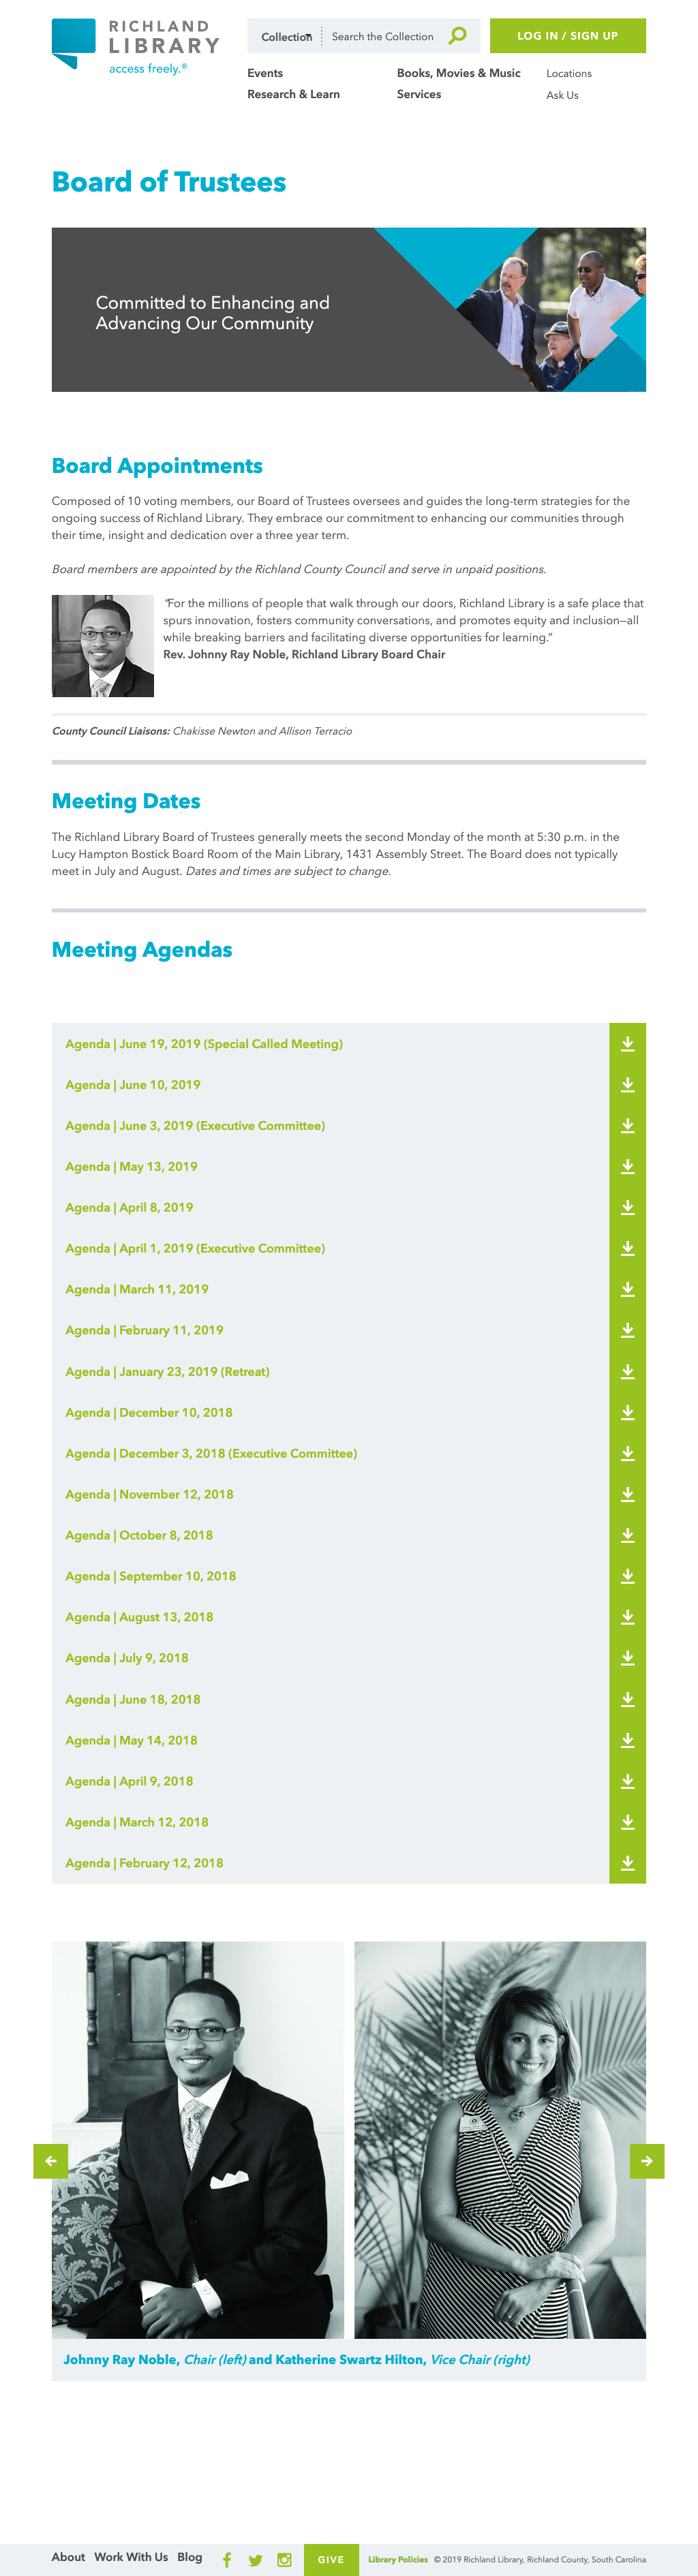 RICHLAND
LIBRARY
access freely.®
Collection
Search the Collection
LOG IN / SIGN UP
Events
Books, Movies & Music
Locations
Research & Learn
Services
Ask Us
Board of Trustees
Committed to Enhancing and
Advancing Our Community
Board Appointments
Composed of 10 voting members, our Board of Trustees oversees and guides the long-term strategies for the
ongoing success of Richland Library. They embrace our commitment to enhancing our communities through
their time, insight and dedication over a three year term.
Board members are appointed by the Richland County Council and serve in unpaid positions.
“For the millions of people that walk through our doors, Richland Library is a safe place that
spurs innovation, fosters community conversations, and promotes equity and inclusion—all
while breaking barriers and facilitating diverse opportunities for learning.”
Rev. Johnny Ray Noble, Richland Library Board Chair
County Council Liaisons: Chakisse Newton and Allison Terracio
Meeting Dates
The Richland Library Board of Trustees generally meets the second Monday of the month at 5:30 p.m. in the
Lucy Hampton Bostick Board Room of the Main Library, 1431 Assembly Street. The Board does not typically
meet in July and August. Dates and times are subject to change.
Meeting Agendas
Agenda | June 19, 2019 (Special Called Meeting)
Agenda | June 10, 2019
Agenda | June 3, 2019 (Executive Committee)
Agenda | May 13, 2019
Agenda | April 8, 2019
Agenda | April 1, 2019 (Executive Committee)
Agenda | March 11, 2019
Agenda | February 11, 2019
Agenda | January 23, 2019 (Retreat)
Agenda | December 10, 2018
Agenda | December 3, 2018 (Executive Committee)
Agenda | November 12, 2018
Agenda | October 8, 2018
Agenda | September 10, 2018
Agenda | August 13, 2018
Agenda | July 9, 2018
Agenda | June 18, 2018
Agenda | May 14, 2018
Agenda | April 9, 2018
Agenda | March 12, 2018
Agenda | February 12, 2018
Johnny Ray Noble, Chair (left) and Katherine Swartz Hilton, Vice Chair (right)
About Work With Us Blog
GIVE
Library Policies © 2019 Richland Library, Richland County, South Carolina